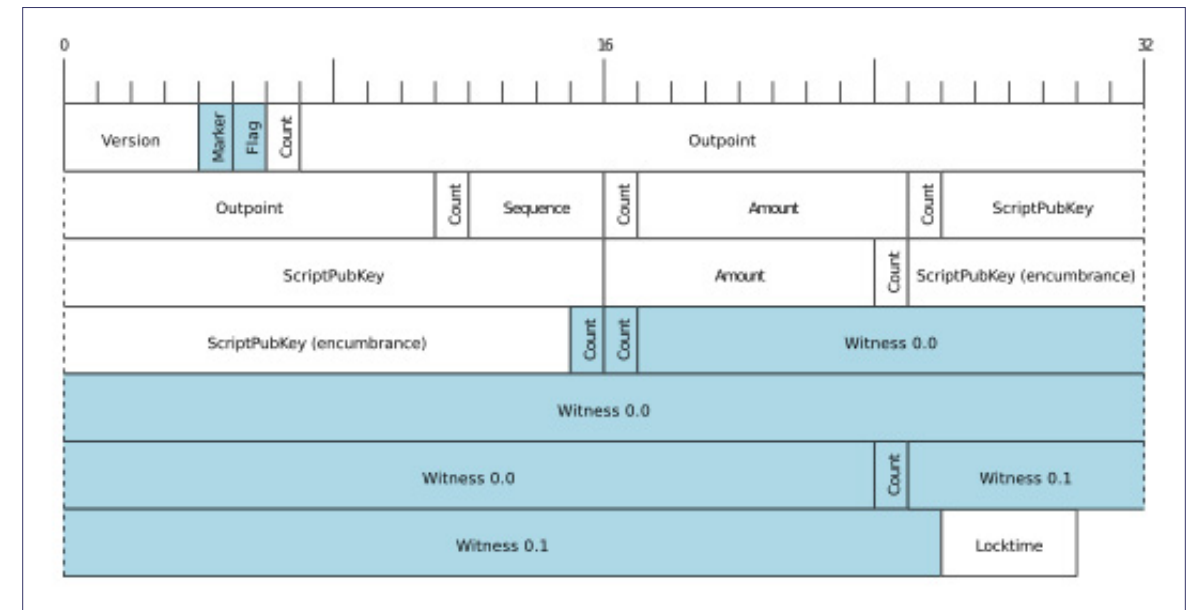 0 16 32
Version Marker Flag Count Outpoint
Outpoint Count Sequence Count Amount Count ScriptPubKey
ScriptPubKey Amount Count ScriptPubKey (encumbrance)
ScriptPubKey (encumbrance) Count Count Witness 0.0
Witness 0.0
Witness 0.0 Count Witness 0.1
Witness 0.1 Locktime